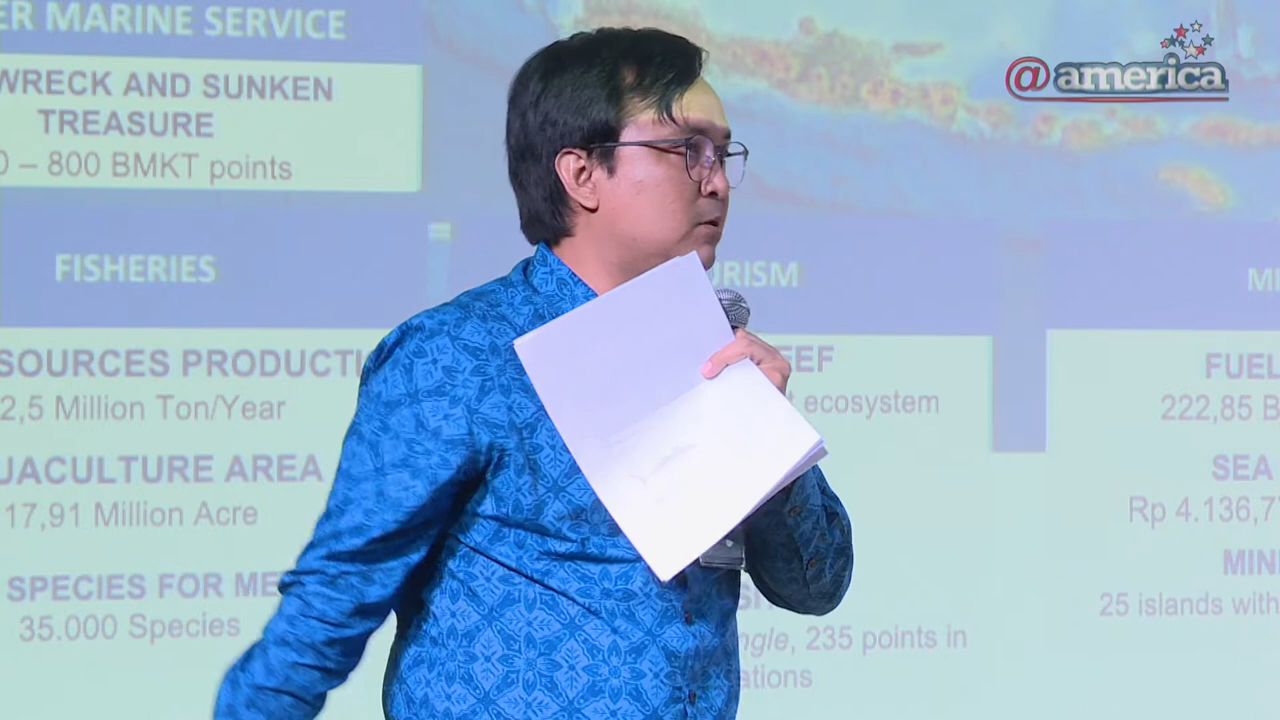 ER MARINE SERVICE
@america
WRECK AND SUNKEN
TREASURE
0 – 800 BMKT points
FISHERIES
URISM
MI
SOURCES PRODUCTI
2,5 Million Ton/Year
UACULTURE AREA
17,91 Million Acre
SPECIES FOR ME
35.000 Species
EEF
ecosystem
ngle, 235 points in
ations
FUEL
222,85 B
SEA
Rp 4.136,7
MINI
25 islands with